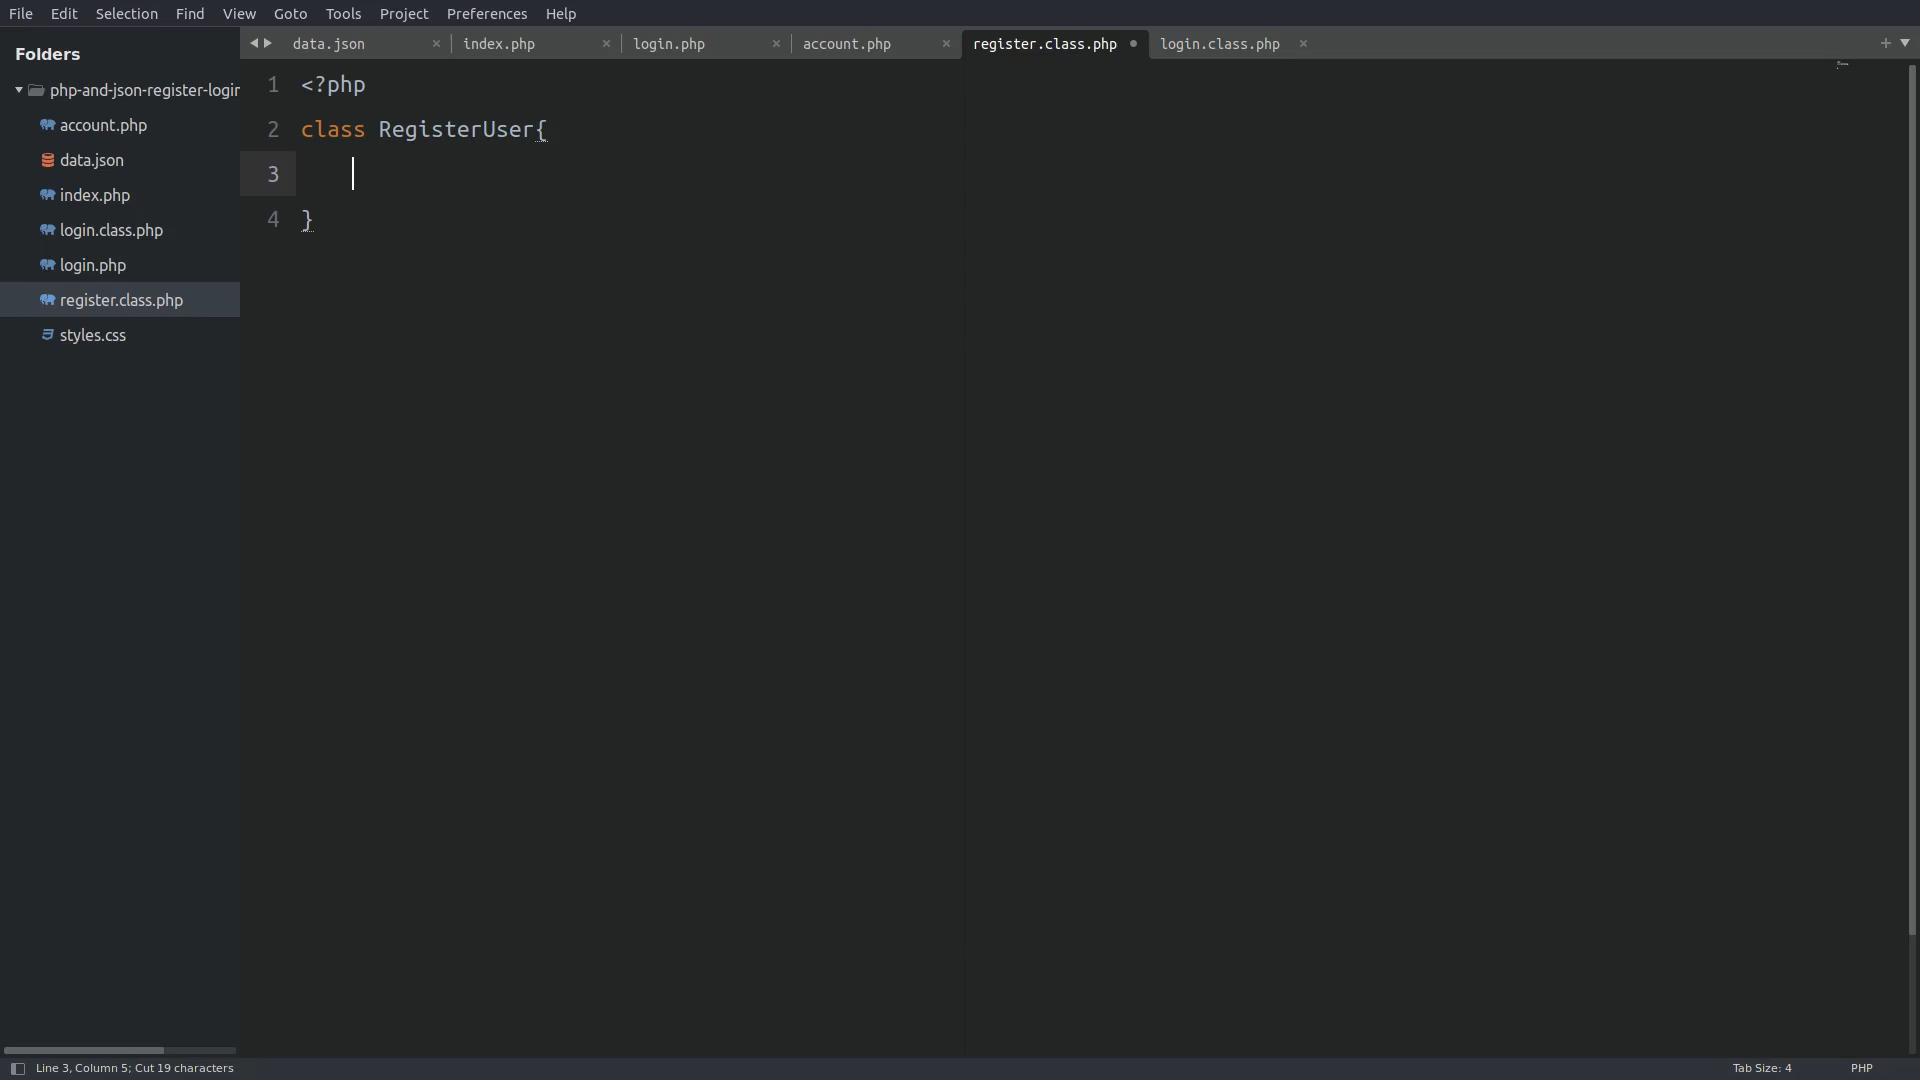 File Edit Selection Find View Goto Tools Project Preferences Help
Folders
php-and-json-register-login
account.php
data.json
index.php
login.class.php
login.php
register.class.php
styles.css
data.json × index.php × login.php × account.php × register.class.php login.class.php ×
1 <?php
2 class RegisterUser{
3
4 }
Line 3, Column 5; Cut 19 characters
Tab Size: 4 PHP